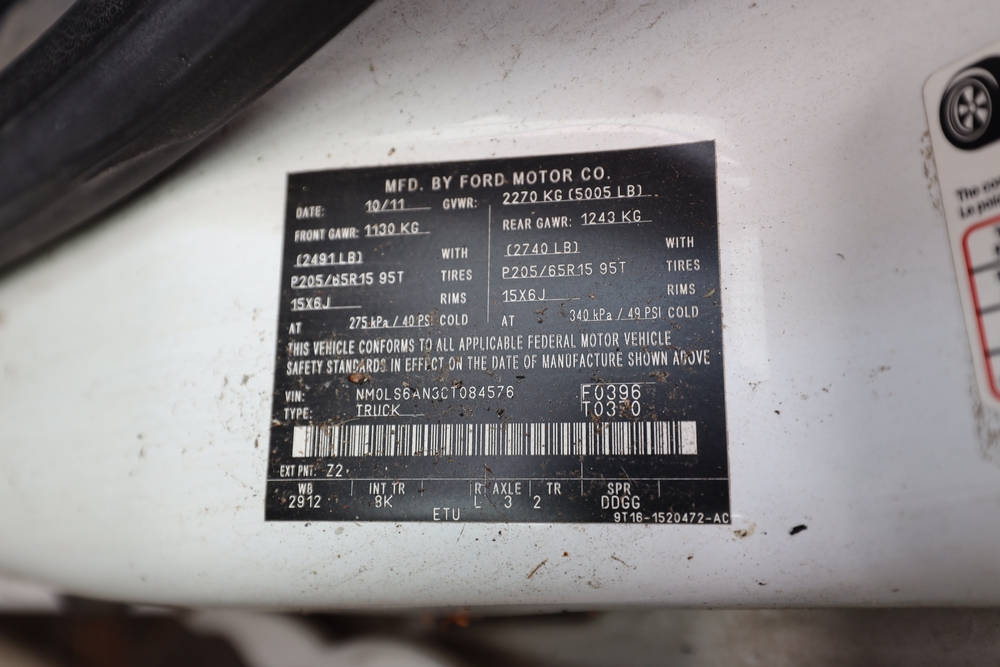 MFD. BY FORD MOTOR CO.
DATE: 10/11 GVWR: 2270 KG (5005 LB)
FRONT GAWR: 1130 KG REAR GAWR: 1243 KG
(2491 LB) WITH (2740 LB) WITH
P205/65R15 95T TIRES P205/65R15 95T TIRES
15X6J RIMS 15X6J RIMS
AT 275 kPa / 40 PSI COLD AT 340 kPa / 49 PSI COLD
THIS VEHICLE CONFORMS TO ALL APPLICABLE FEDERAL MOTOR VEHICLE
SAFETY STANDARDS IN EFFECT ON THE DATE OF MANUFACTURE SHOWN ABOVE
VIN: NM0LS6AN3CT084576 F0396
TYPE: TRUCK
EXT PNT: Z2
WB INT TR R AXLE TR SPR
2912 8K L 3 2 DDGG
ETU 9T16-1520472-AC
The
Le